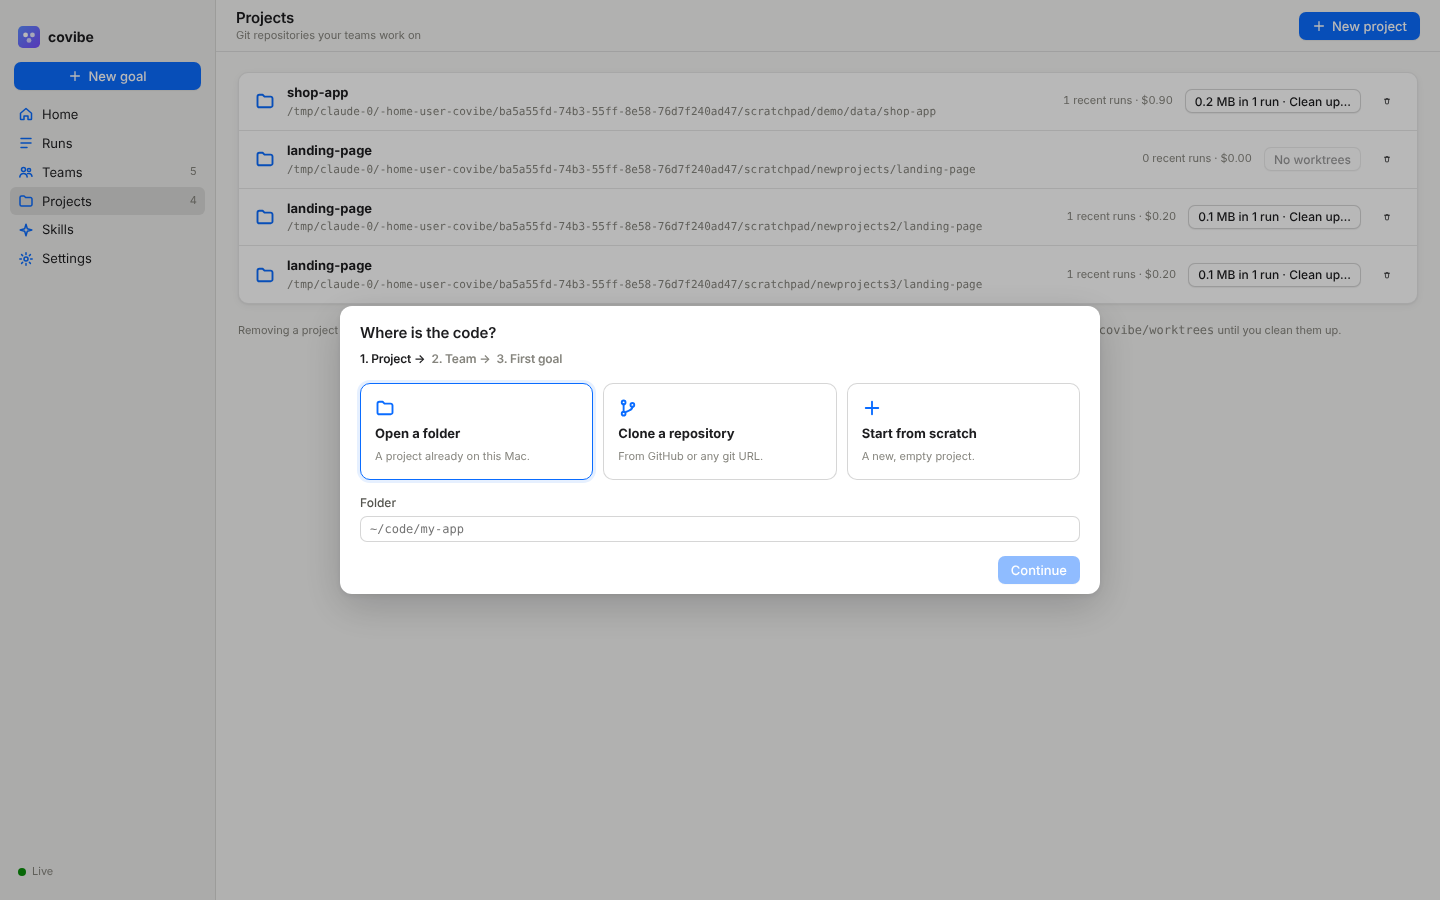 covibe
New goal
Home
Runs
Teams 5
Projects 4
Skills
Settings
Live
Projects
Git repositories your teams work on
New project
shop-app
/tmp/claude-0/-home-user-covibe/ba5a55fd-74b3-55ff-8e58-76d7f240ad47/scratchpad/demo/data/shop-app
1 recent runs · $0.90
0.2 MB in 1 run · Clean up...
landing-page
/tmp/claude-0/-home-user-covibe/ba5a55fd-74b3-55ff-8e58-76d7f240ad47/scratchpad/newprojects/landing-page
0 recent runs · $0.00
No worktrees
landing-page
/tmp/claude-0/-home-user-covibe/ba5a55fd-74b3-55ff-8e58-76d7f240ad47/scratchpad/newprojects2/landing-page
1 recent runs · $0.20
0.1 MB in 1 run · Clean up...
landing-page
/tmp/claude-0/-home-user-covibe/ba5a55fd-74b3-55ff-8e58-76d7f240ad47/scratchpad/newprojects3/landing-page
1 recent runs · $0.20
0.1 MB in 1 run · Clean up...
Removing a project covibe/worktrees until you clean them up.
Where is the code?
1. Project → 2. Team → 3. First goal
Open a folder
A project already on this Mac.
Clone a repository
From GitHub or any git URL.
Start from scratch
A new, empty project.
Folder
~/code/my-app
Continue